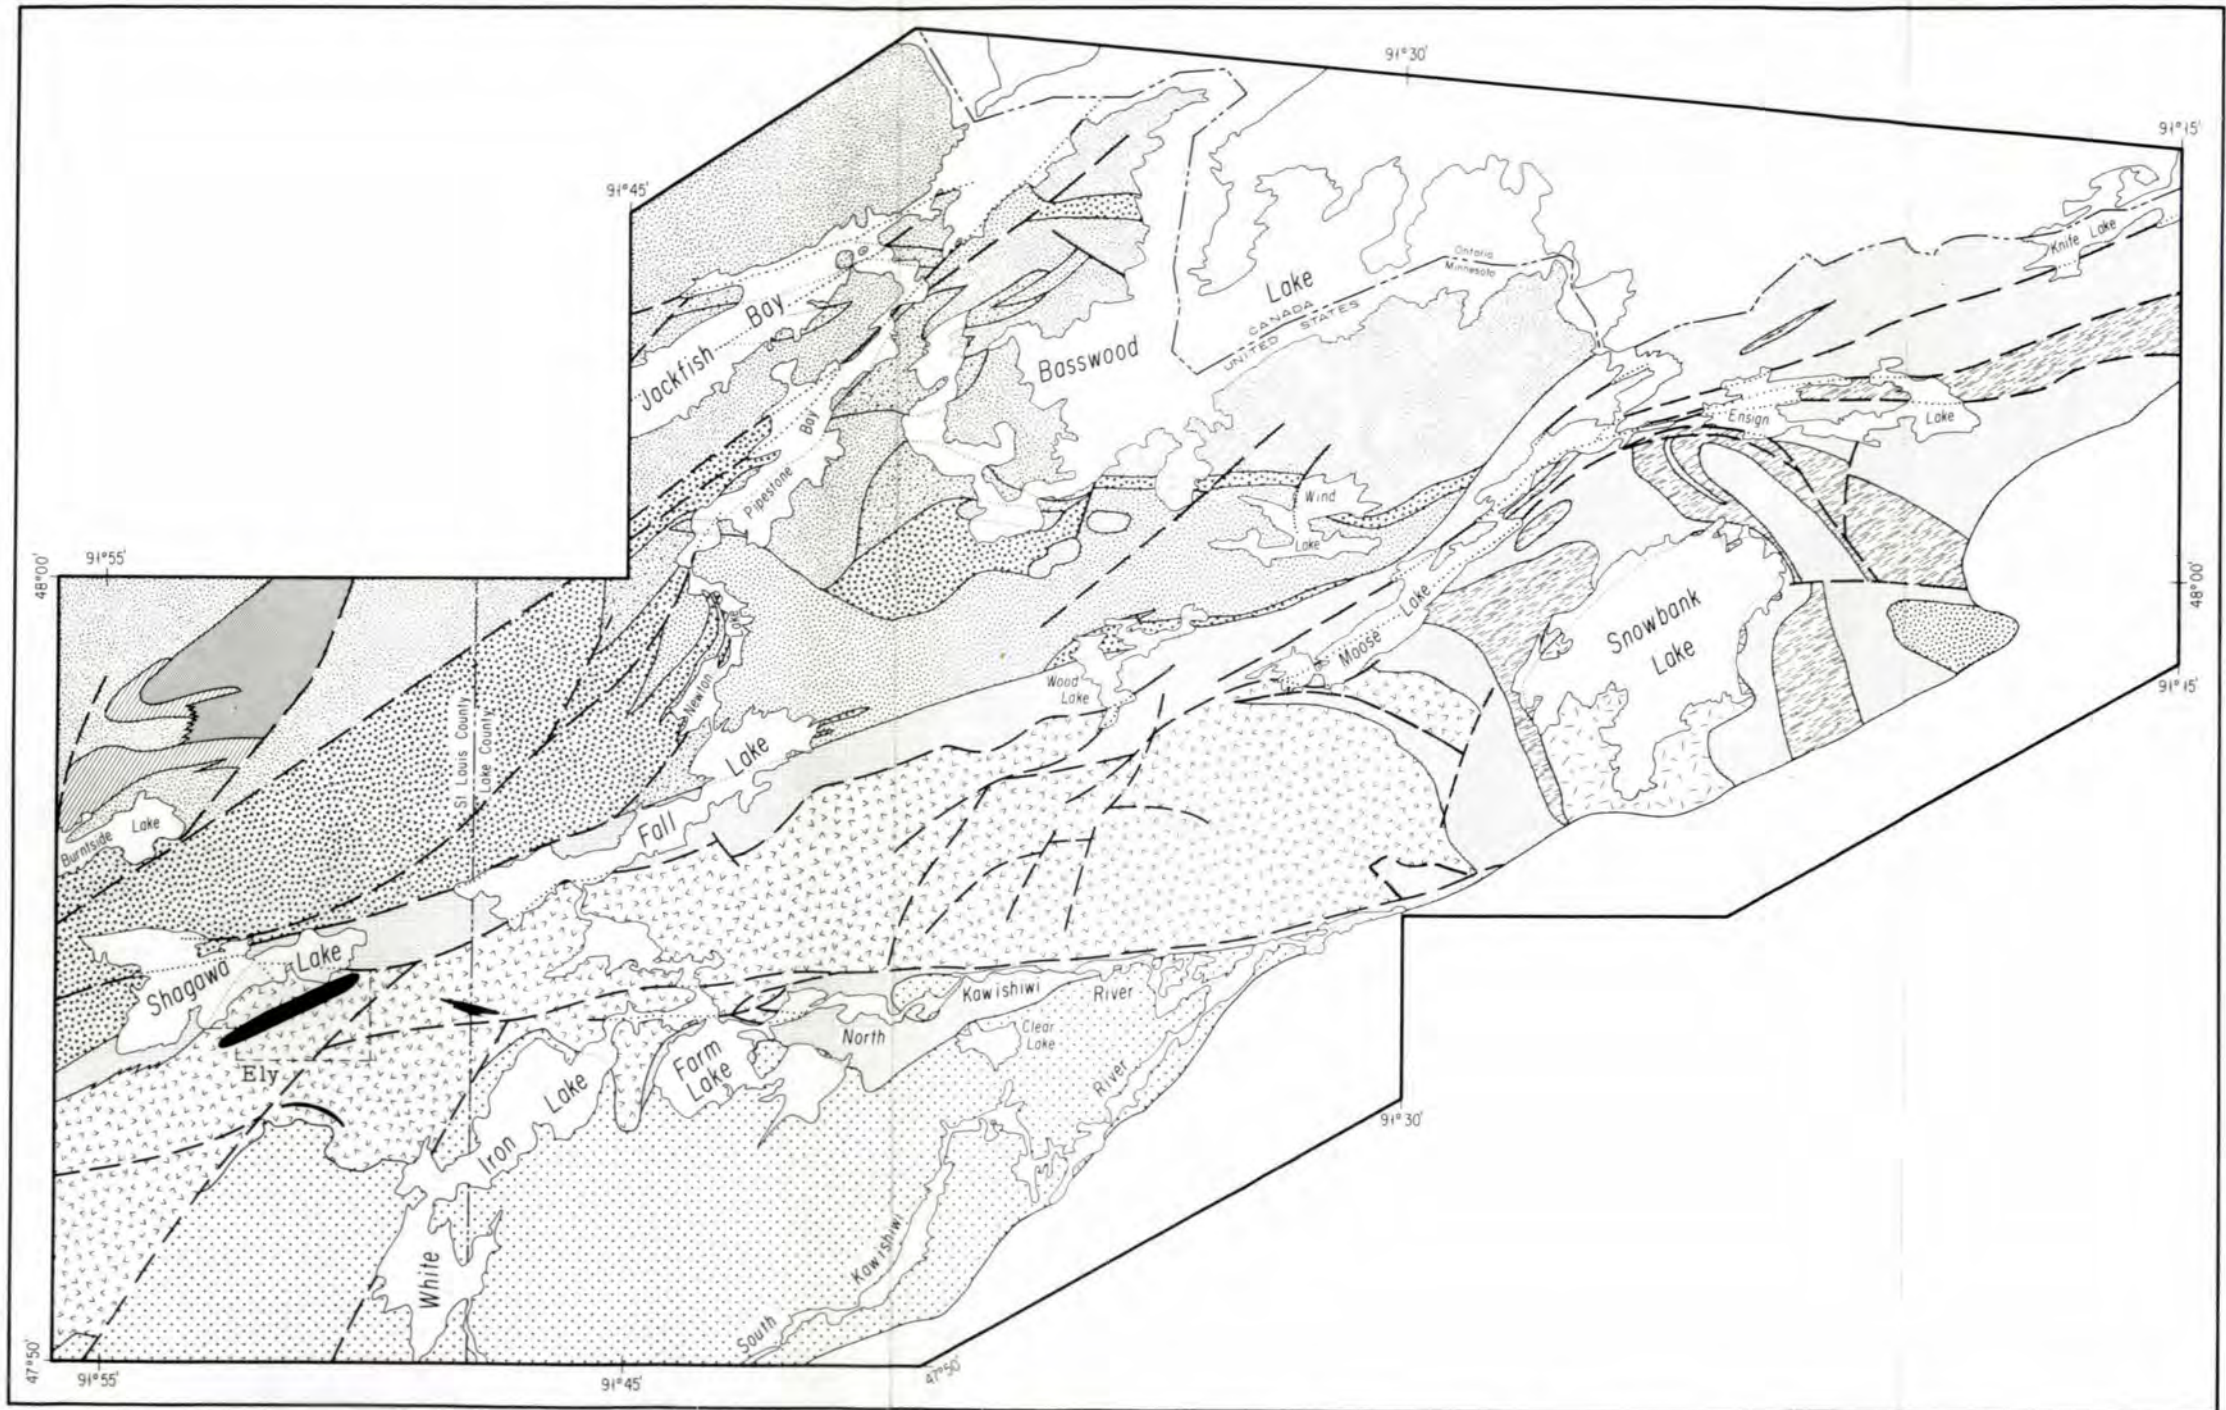 91°30'
91°15'
91°45'
Knife Lake
Ontario
Minnesota
Lake
CANADA
UNITED STATES
Bay
Jackfish
Basswood
Bay
Pipestone
Ensign
Lake
Wind
Lake
91°55'
48°00'
48°00'
Snowbank
Lake
Moose Lake
Lake
Newton
Wood
Lake
91°15'
St Louis County
Lake County
Lake
Fall
Burntside Lake
Shagawa
Lake
Kawishiwi
River
North
Clear
Lake
Farm
Lake
Ely
Lake
Iron
White
River
Kawishiwi
South
91°30'
47°50'
91°55'
91°45'
47°50'